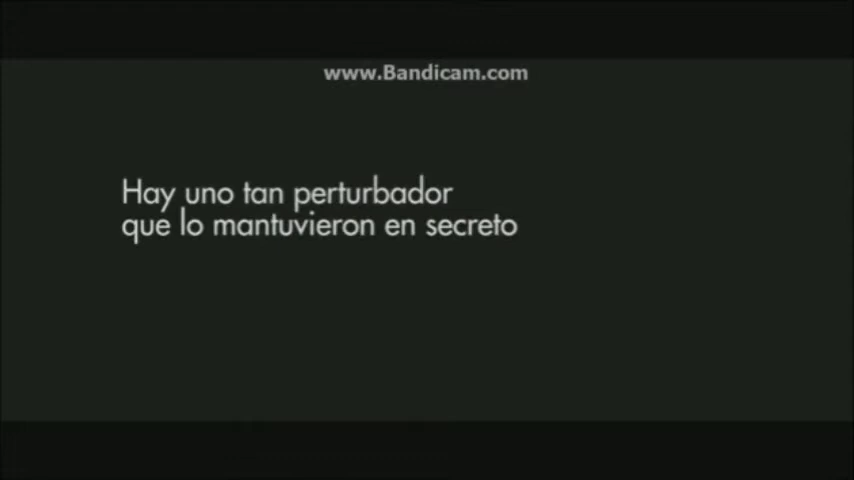 www.Bandicam.com
Hay uno tan perturbador
que lo mantuvieron en secreto